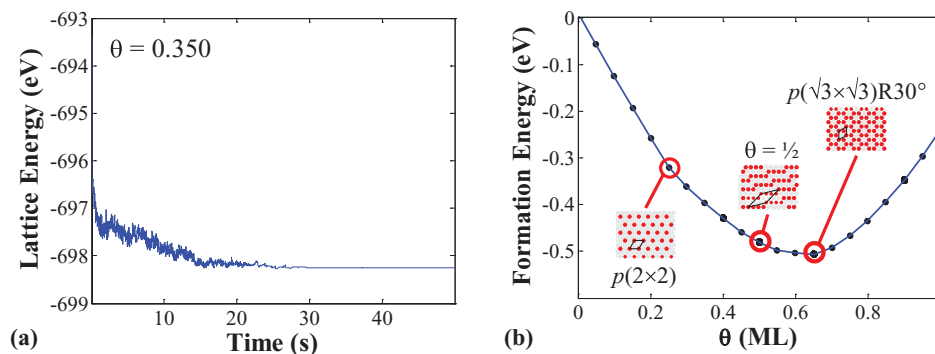 -693
-694
-695
-696
-697
-698
-699
θ = 0.350
10
20
30
40
Lattice Energy (eV)
Time (s)
(a)
0
-0.1
-0.2
-0.3
-0.4
-0.5
p(√3×√3)R30°
θ = ½
p(2×2)
0
0.2
0.4
0.6
0.8
Formation Energy (eV)
θ (ML)
(b)